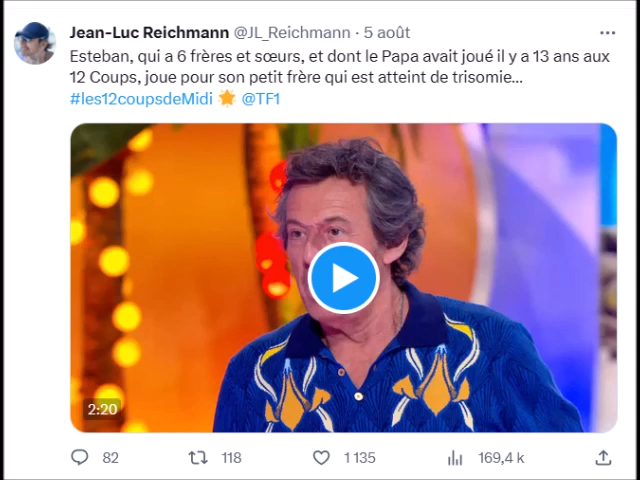 Jean-Luc Reichmann @JL_Reichmann · 5 août
Esteban, qui a 6 frères et sœurs, et dont le Papa avait joué il y a 13 ans aux
12 Coups, joue pour son petit frère qui est atteint de trisomie...
#les12coupsdeMidi @TF1
2:20
82 118 1 135 169,4 k